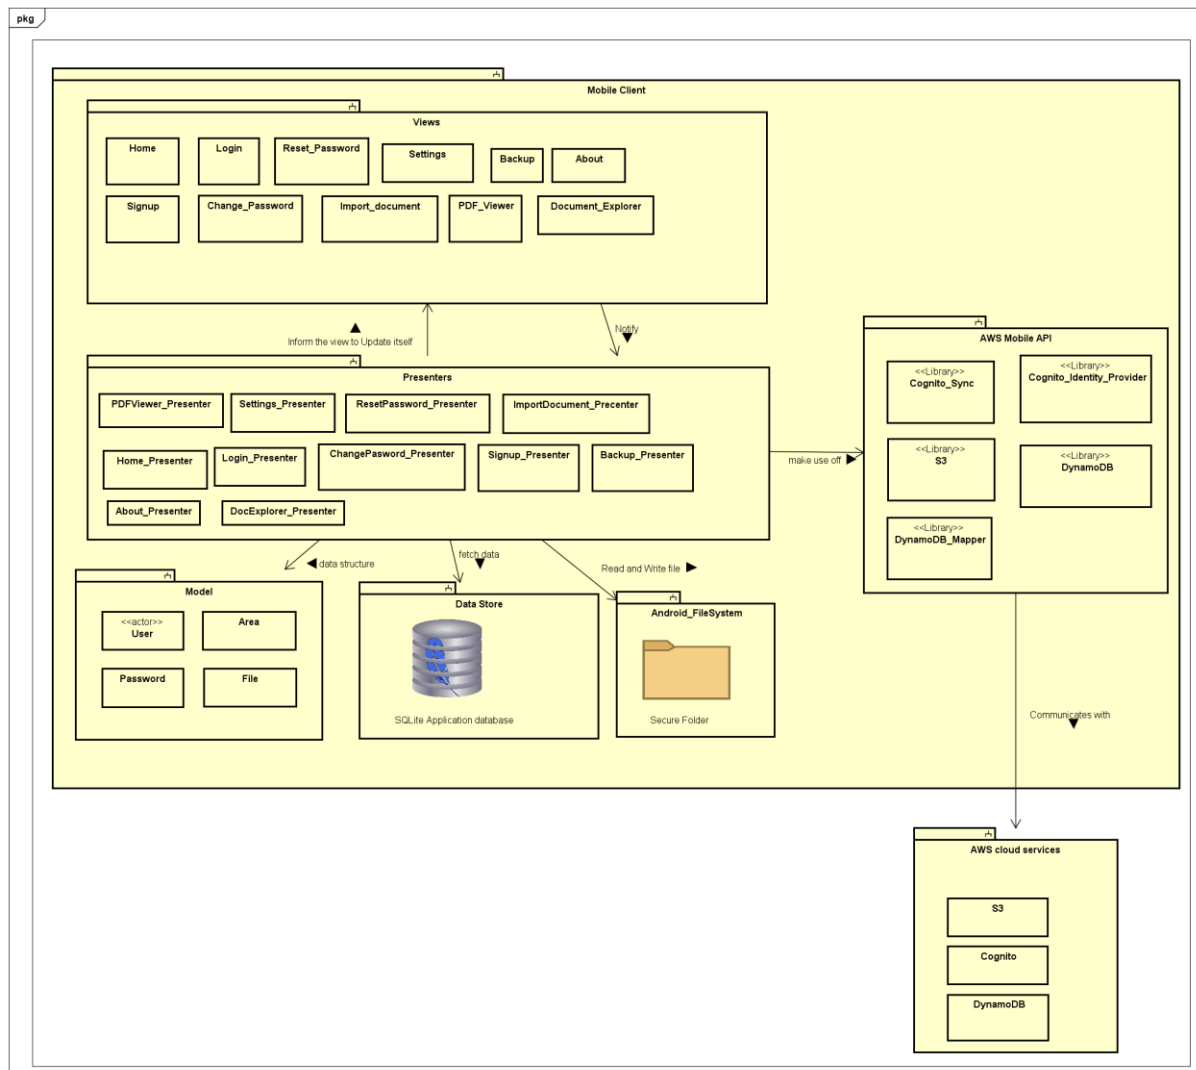 pkg
Mobile Client
Views
Home
Login
Reset_Password
Settings
Backup
About
Signup
Change_Password
Import_document
PDF_Viewer
Document_Explorer
Inform the view to Update itself
Notify
Presenters
PDFViewer_Presenter
Settings_Presenter
ResetPassword_Presenter
ImportDocument_Precenter
Home_Presenter
Login_Presenter
ChangePasword_Presenter
Signup_Presenter
Backup_Presenter
About_Presenter
DocExplorer_Presenter
make use off
AWS Mobile API
<<Library>>
Cognito_Sync
<<Library>>
Cognito_Identity_Provider
<<Library>>
S3
<<Library>>
DynamoDB
<<Library>>
DynamoDB_Mapper
data structure
fetch data
Read and Write file
Model
<<actor>>
User
Area
Password
File
Data Store
SQLite Application database
Android_FileSystem
Secure Folder
Communicates with
AWS cloud services
S3
Cognito
DynamoDB